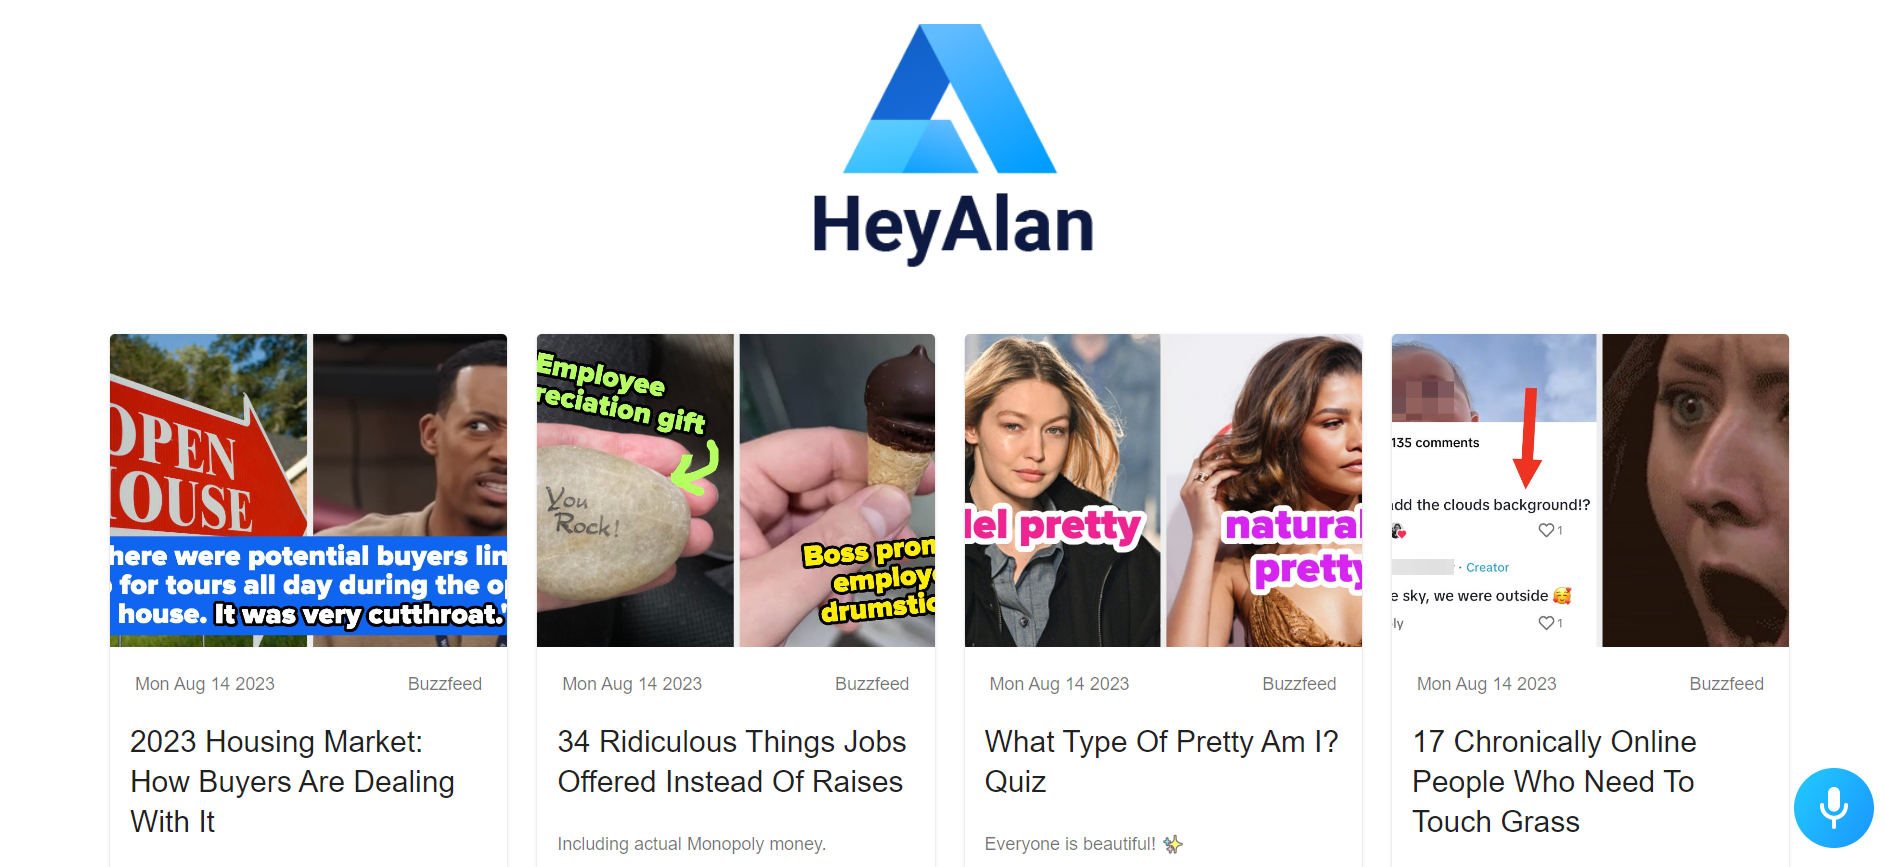 HeyAlan
OPEN
HOUSE
here were potential buyers lin
for tours all day during the o
house. It was very cutthroat."
Mon Aug 14 2023
Buzzfeed
2023 Housing Market:
How Buyers Are Dealing
With It
Employee
reciation gift
You
Rock!
Boss prom
employe
drumstic
Mon Aug 14 2023
Buzzfeed
34 Ridiculous Things Jobs
Offered Instead Of Raises
Including actual Monopoly money.
del pretty
natural
pretty
Mon Aug 14 2023
Buzzfeed
What Type Of Pretty Am I?
Quiz
Everyone is beautiful! ✨
135 comments
add the clouds background!?
1
· Creator
e sky, we were outside 🥰
ly
1
Mon Aug 14 2023
Buzzfeed
17 Chronically Online
People Who Need To
Touch Grass